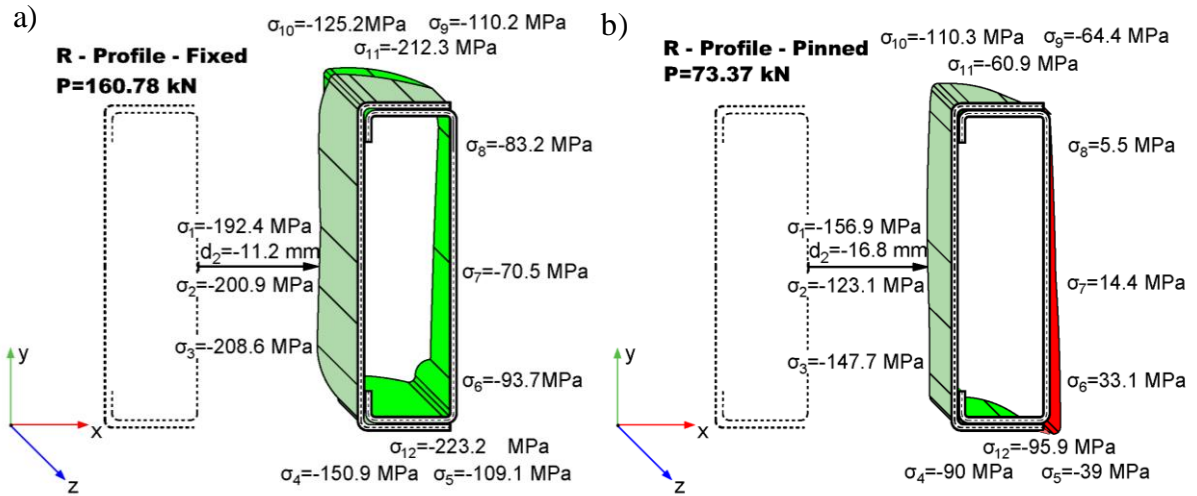 a)
σ10=-125.2MPa σ9=-110.2 MPa
σ11=-212.3 MPa
R - Profile - Fixed
P=160.78 kN
σ8=-83.2 MPa
σ1=-192.4 MPa
d2=-11.2 mm
σ2=-200.9 MPa
σ7=-70.5 MPa
σ3=-208.6 MPa
σ6=-93.7MPa
σ12=-223.2 MPa
σ4=-150.9 MPa σ5=-109.1 MPa
y
x
z
b)
σ10=-110.3 MPa σ9=-64.4 MPa
σ11=-60.9 MPa
R - Profile - Pinned
P=73.37 kN
σ8=5.5 MPa
σ1=-156.9 MPa
d2=-16.8 mm
σ2=-123.1 MPa
σ7=14.4 MPa
σ3=-147.7 MPa
σ6=33.1 MPa
σ12=-95.9 MPa
σ4=-90 MPa σ5=-39 MPa
y
x
z